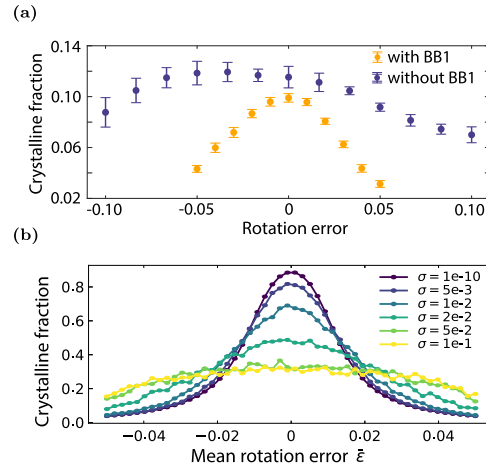 (a)
0.14
0.10
0.06
0.02
Crystalline fraction
with BB1
without BB1
-0.10
-0.05
0
0.05
0.10
Rotation error
(b)
0.8
0.6
0.4
0.2
0.0
Crystalline fraction
σ = 1e-10
σ = 5e-3
σ = 1e-2
σ = 2e-2
σ = 5e-2
σ = 1e-1
−0.04
−0.02
0
0.02
0.04
Mean rotation error ε̄